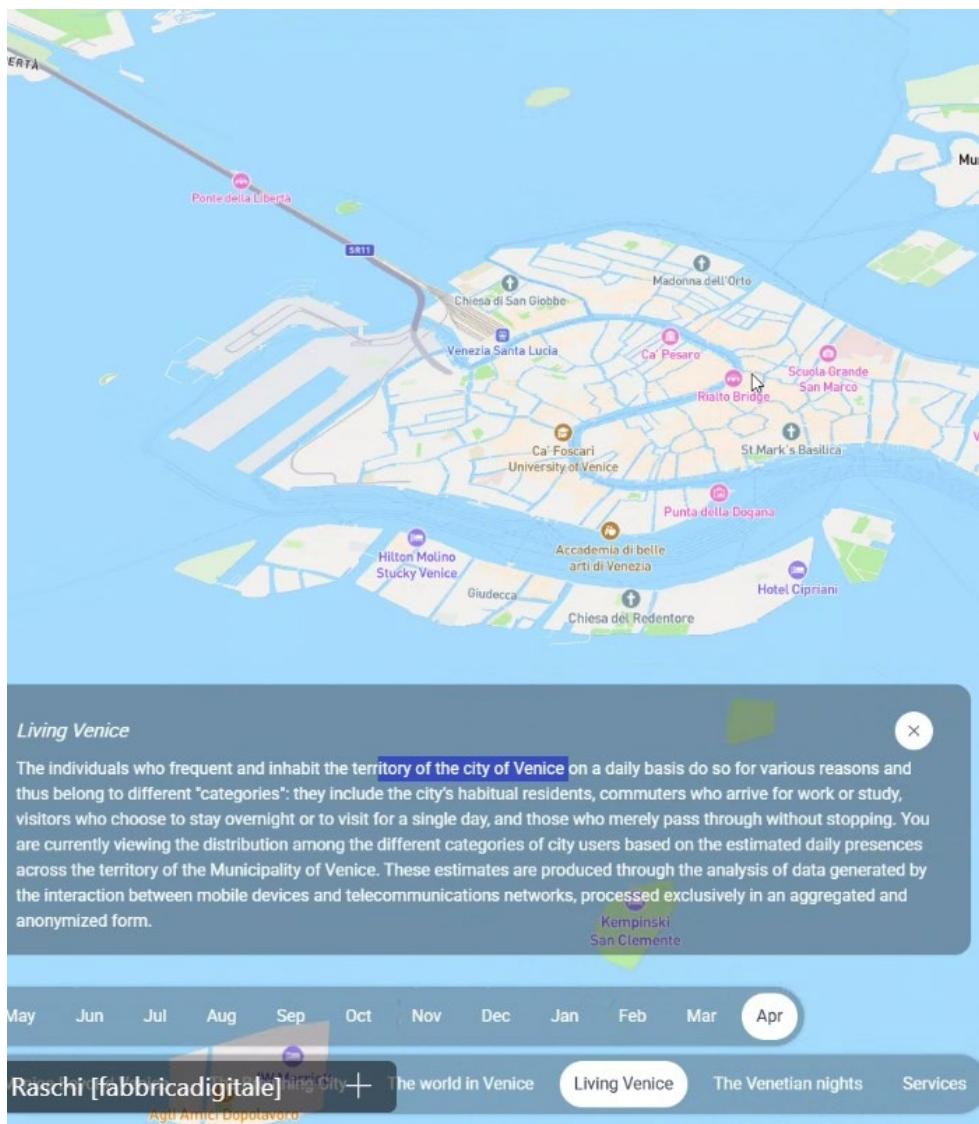 ERTÀ
Mu
Ponte della Libertà
SR11
Madonna dell'Orto
Chiesa di San Giobbe
Venezia Santa Lucia
Ca' Pesaro
Scuola Grande
San Marco
Rialto Bridge
Ca' Foscari
University of Venice
St Mark's Basilica
V
Punta della Dogana
Accademia di belle
arti di Venezia
Hilton Molino
Stucky Venice
Giudecca
Hotel Cipriani
Chiesa del Redentore
Living Venice
The individuals who frequent and inhabit the territory of the city of Venice on a daily basis do so for various reasons and
thus belong to different "categories": they include the city's habitual residents, commuters who arrive for work or study,
visitors who choose to stay overnight or to visit for a single day, and those who merely pass through without stopping. You
are currently viewing the distribution among the different categories of city users based on the estimated daily presences
across the territory of the Municipality of Venice. These estimates are produced through the analysis of data generated by
the interaction between mobile devices and telecommunications networks, processed exclusively in an aggregated and
anonymized form.
Kempinski
San Clemente
May Jun Jul Aug Sep Oct Nov Dec Jan Feb Mar Apr
Raschi [fabbricadigitale] City The world in Venice Living Venice The Venetian nights Services
Agli Amici Dopolavoro